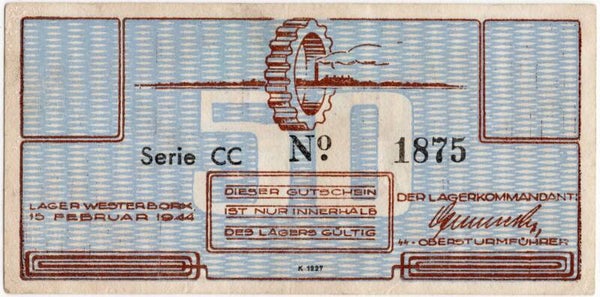 50
Serie CC Nº. 1875
LAGER WESTERBORK
15 FEBRUAR 1944
DIESER GUTSCHEIN
IST NUR INNERHALB
DES LAGERS GÜLTIG
DER LAGERKOMMANDANT:
SS-OBERSTURMFÜHRER
K 1227